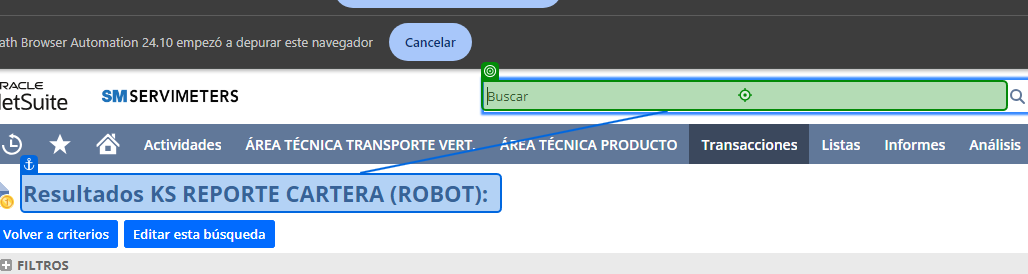 ath Browser Automation 24.10 empezó a depurar este navegador
Cancelar
RACLE
NetSuite
SM SERVIMETERS
Buscar
Actividades ÁREA TÉCNICA TRANSPORTE VERT. ÁREA TÉCNICA PRODUCTO Transacciones Listas Informes Análisis
Resultados KS REPORTE CARTERA (ROBOT):
Volver a criterios Editar esta búsqueda
FILTROS